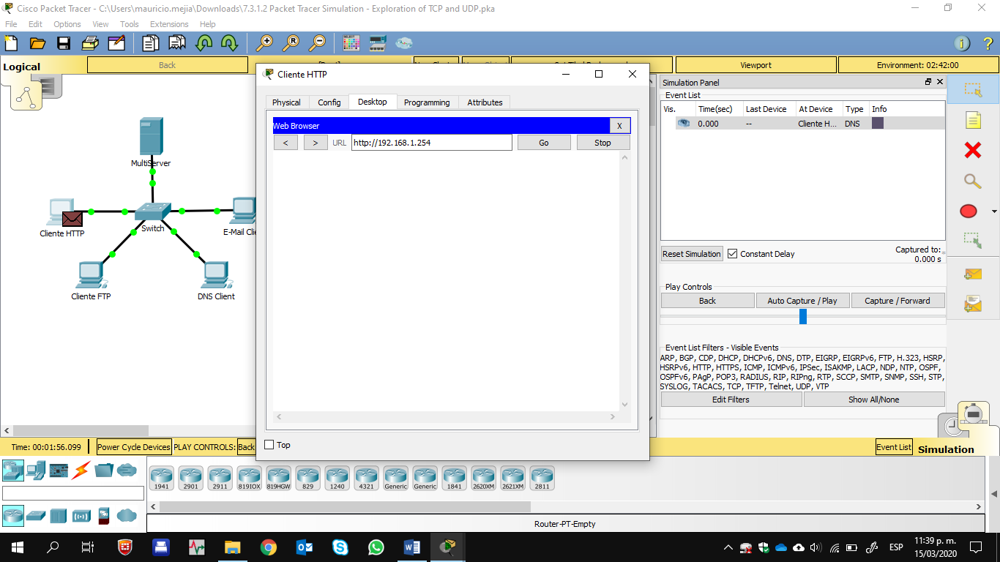 Cisco Packet Tracer - C:\Users\mauricio.mejia\Downloads\7.3.1.2 Packet Tracer Simulation - Exploration of TCP and UDP.pka
File Edit Options View Tools Extensions Help
Logical
Back
Viewport
Environment: 02:42:00
Cliente HTTP
Physical Config Desktop Programming Attributes
Web Browser X
< > URL http://192.168.1.254 Go Stop
Top
MultiServer
Cliente HTTP
Switch
E-Mail Clie
Cliente FTP
DNS Client
Simulation Panel
Event List
Vis. Time(sec) Last Device At Device Type Info
0.000 -- Cliente H... DNS
Reset Simulation Constant Delay
Captured to:
0.000 s
Play Controls
Back Auto Capture / Play Capture / Forward
Event List Filters - Visible Events
ARP, BGP, CDP, DHCP, DHCPv6, DNS, DTP, EIGRP, EIGRPv6, FTP, H.323, HSRP,
HSRPv6, HTTP, HTTPS, ICMP, ICMPv6, IPSec, ISAKMP, LACP, NDP, NTP, OSPF,
OSPFv6, PAgP, POP3, RADIUS, RIP, RIPng, RTP, SCCP, SMTP, SNMP, SSH, STP,
SYSLOG, TACACS, TCP, TFTP, Telnet, UDP, VTP
Edit Filters Show All/None
Time: 00:01:56.099 Power Cycle Devices PLAY CONTROLS: Back
Event List Simulation
1941 2901 2911 819IOX 819HGW 829 1240 4321 Generic Generic 1841 2620XM 2621XM 2811
Router-PT-Empty
ESP
11:39 p. m.
15/03/2020